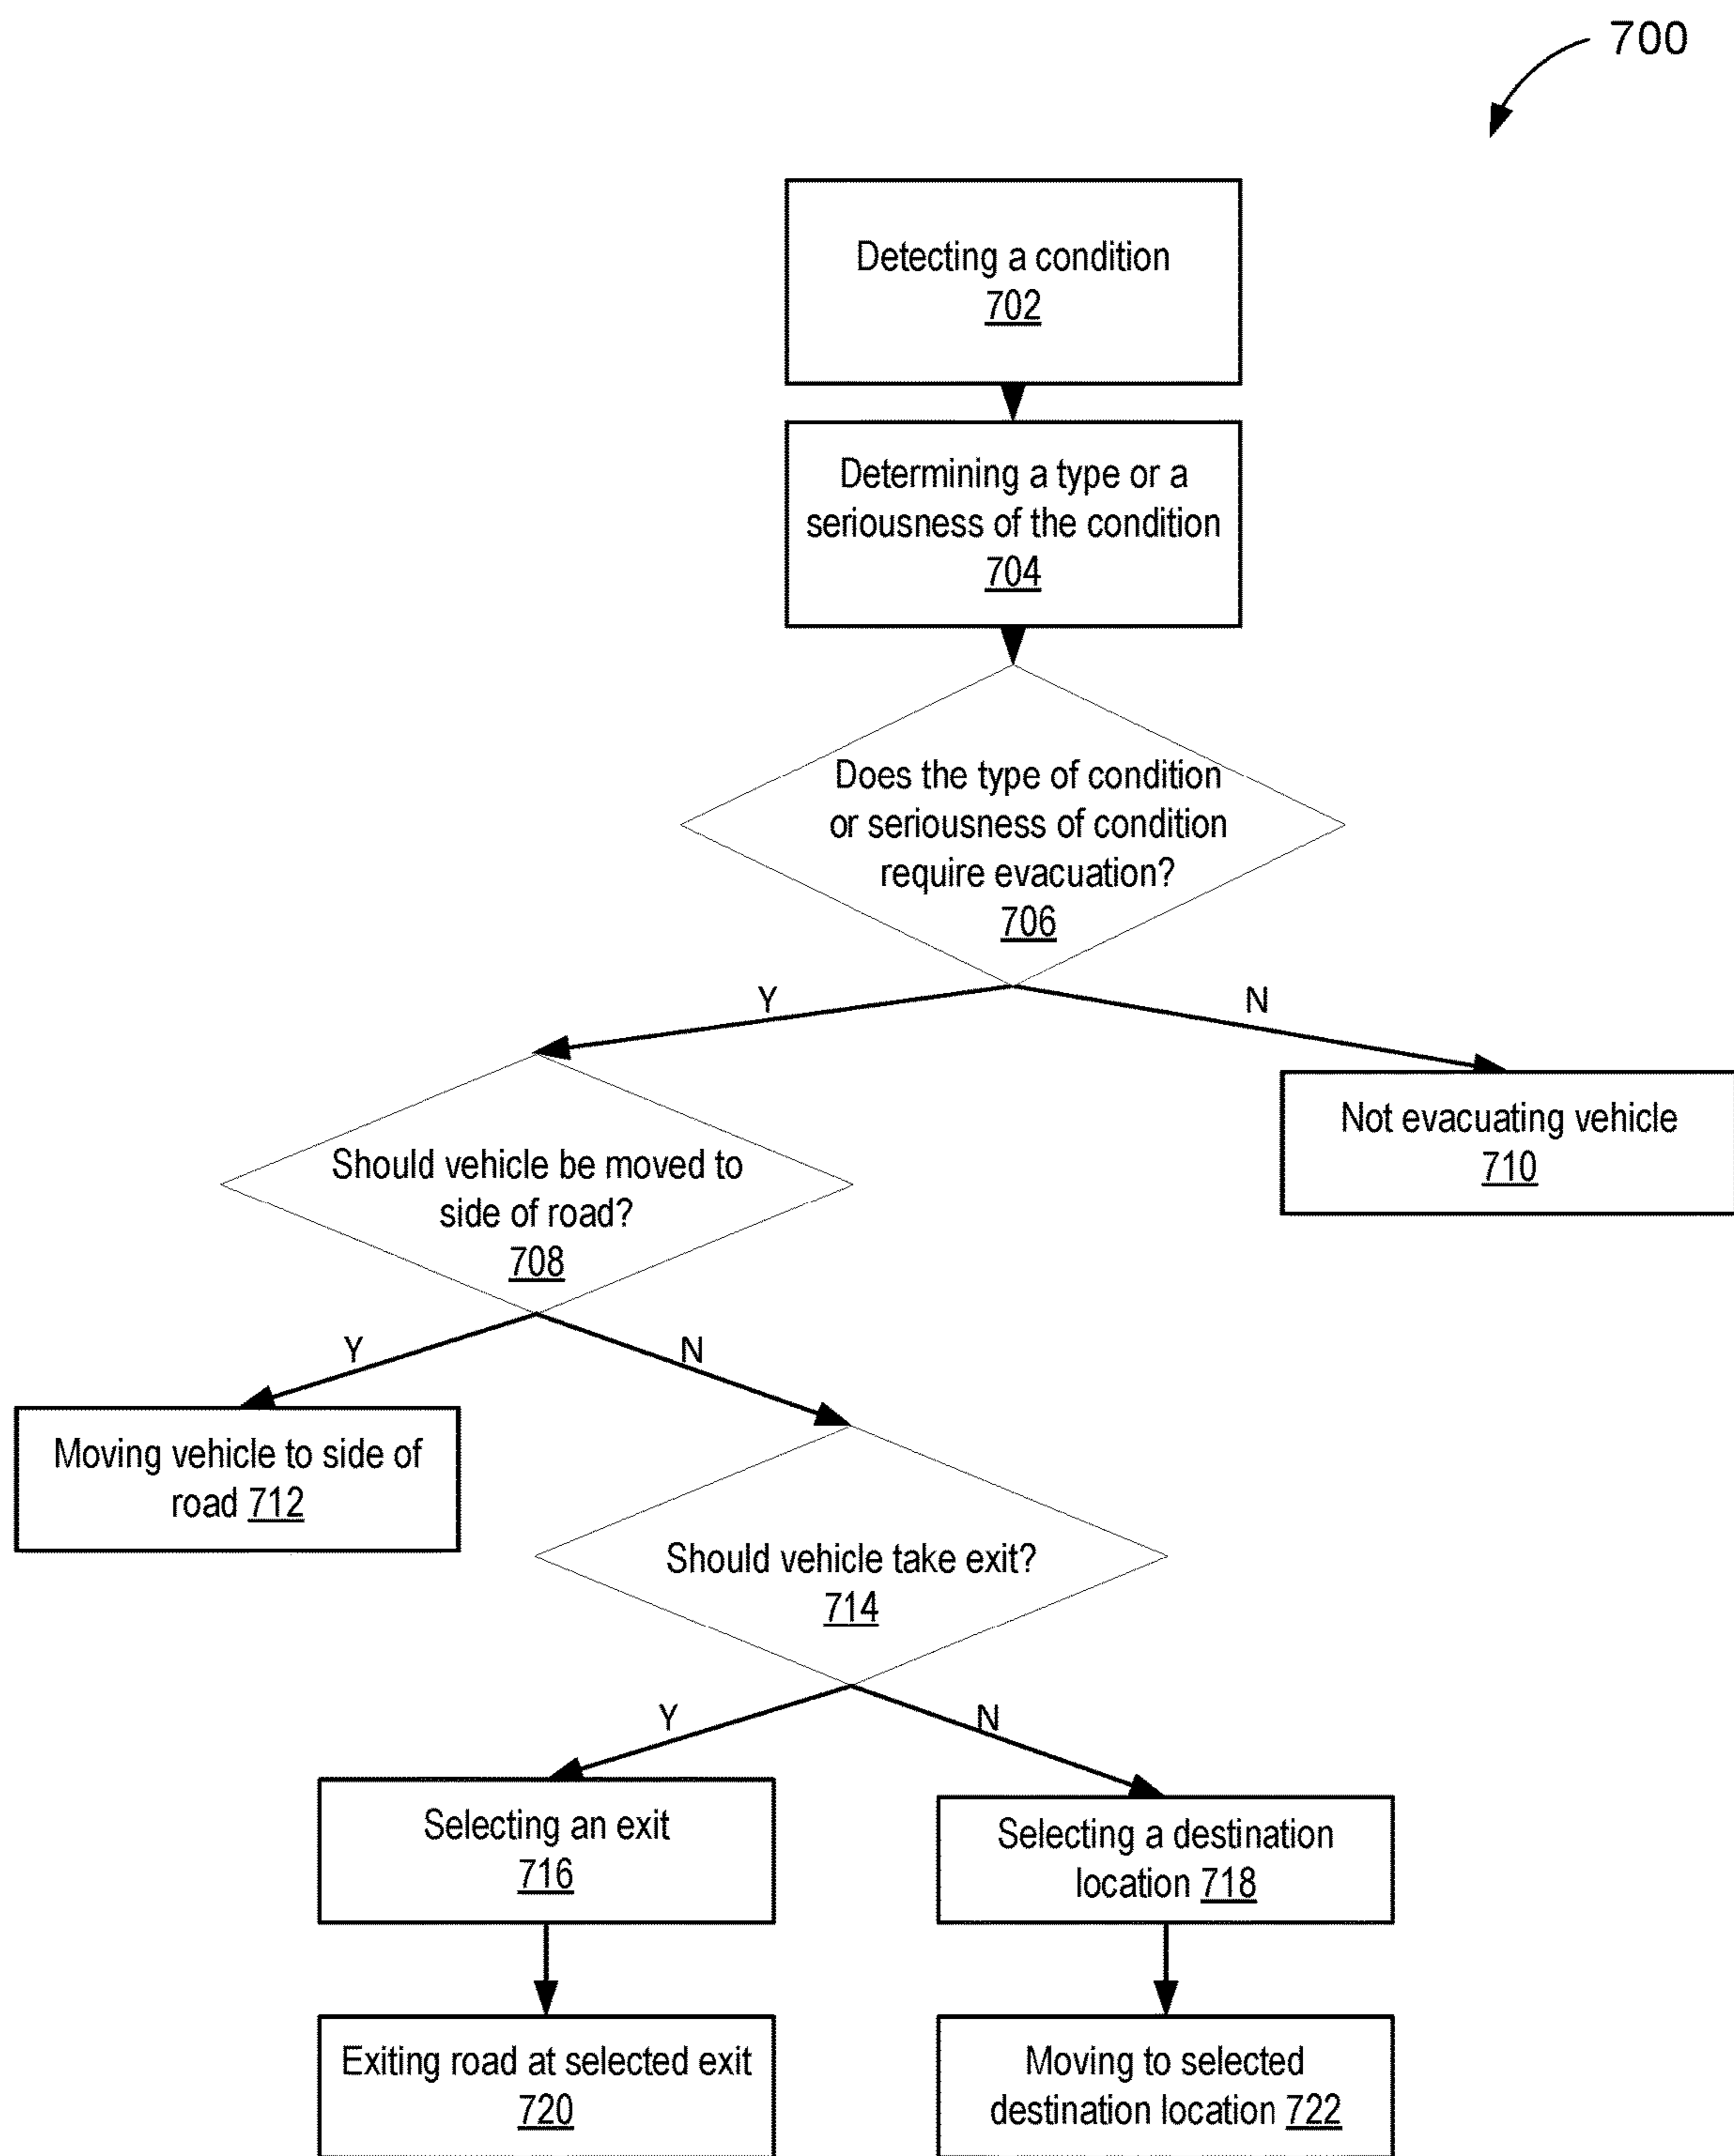 700
Detecting a condition
702
Determining a type or a
seriousness of the condition
704
Does the type of condition
or seriousness of condition
require evacuation?
706
Y
N
Not evacuating vehicle
710
Should vehicle be moved to
side of road?
708
Y
N
Moving vehicle to side of
road 712
Should vehicle take exit?
714
Y
N
Selecting an exit
716
Selecting a destination
location 718
Exiting road at selected exit
720
Moving to selected
destination location 722